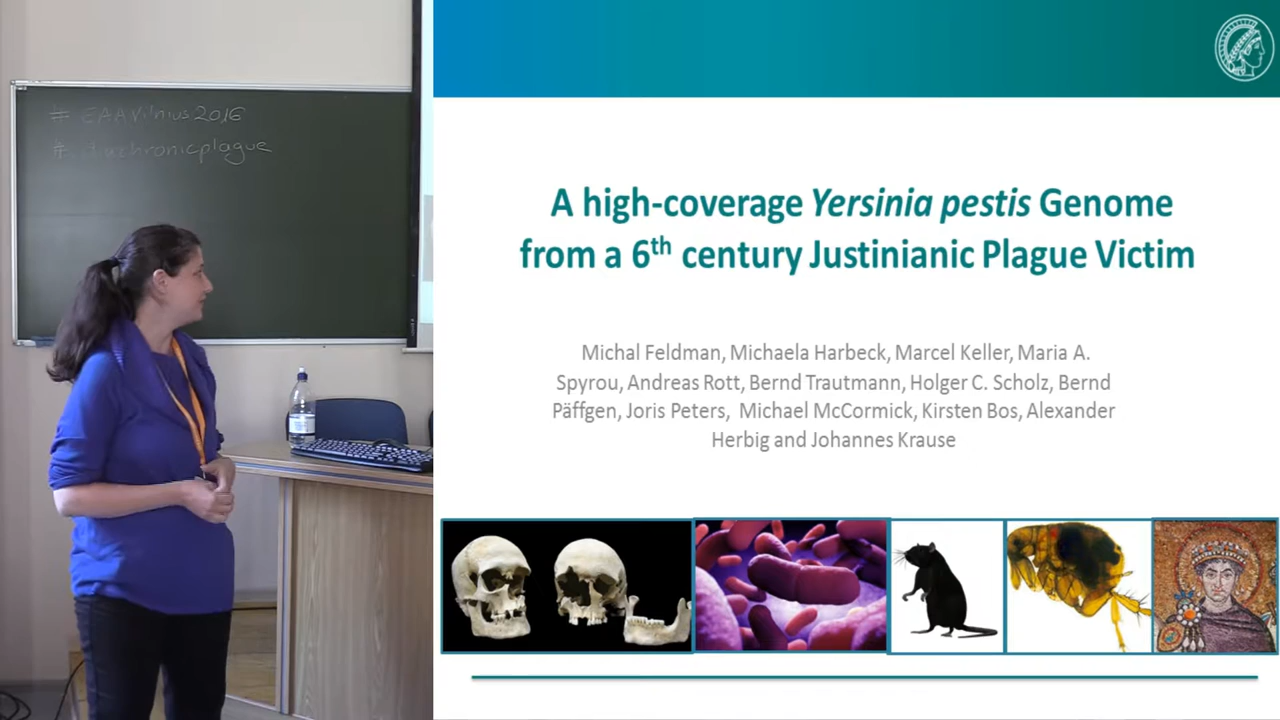 # EAAVilnius2016
# diachronicplague
A high-coverage Yersinia pestis Genome
from a 6th century Justinianic Plague Victim
Michal Feldman, Michaela Harbeck, Marcel Keller, Maria A.
Spyrou, Andreas Rott, Bernd Trautmann, Holger C. Scholz, Bernd
Päffgen, Joris Peters, Michael McCormick, Kirsten Bos, Alexander
Herbig and Johannes Krause